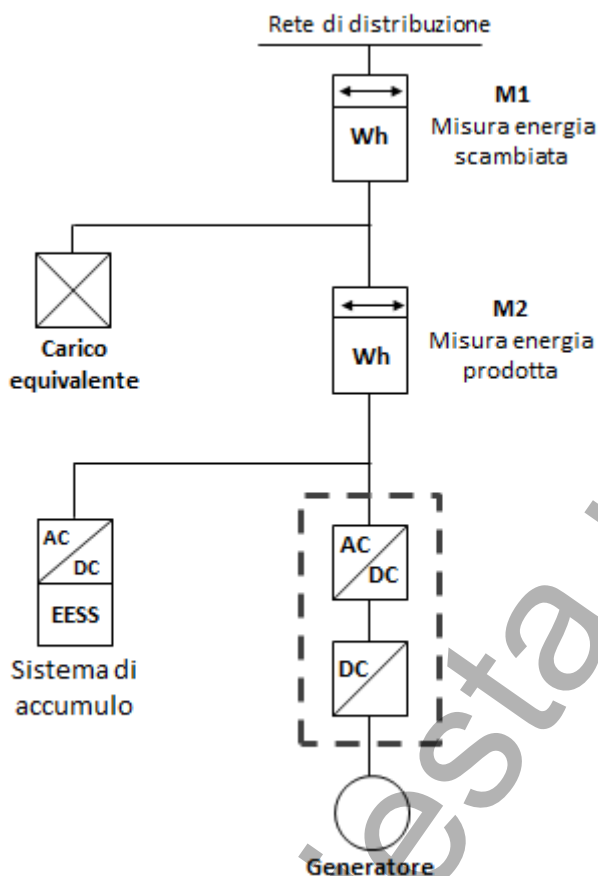 Rete di distribuzione
M1
Misura energia
scambiata
Wh
Carico
equivalente
M2
Misura energia
prodotta
Wh
AC
DC
EESS
Sistema di
accumulo
AC
DC
DC
Generatore